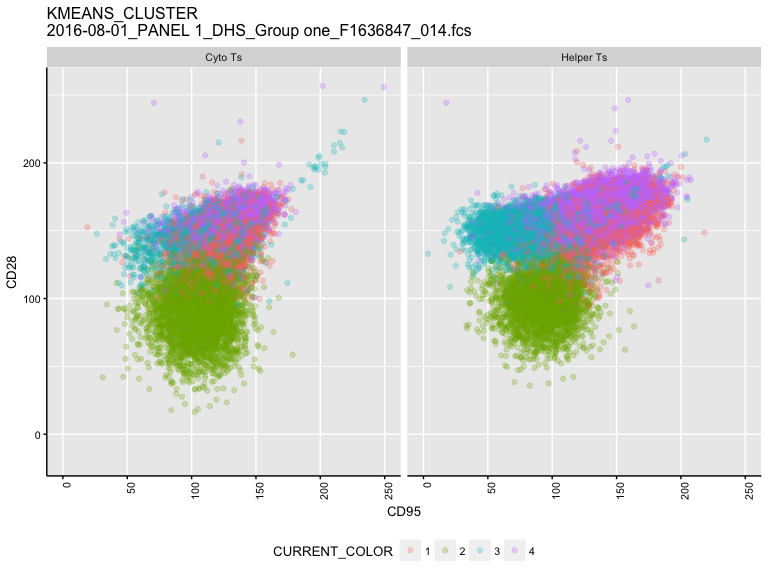 KMEANS_CLUSTER
2016-08-01_PANEL 1_DHS_Group one_F1636847_014.fcs
Cyto Ts Helper Ts
200
100
0
CD28
0 50 100 150 200 250 0 50 100 150 200 250
CD95
CURRENT_COLOR 1 2 3 4